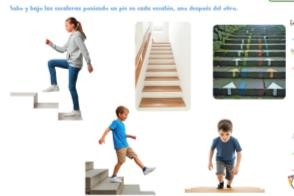 Sube y baja las escaleras poniendo un pie en cada escalón, uno después del otro.